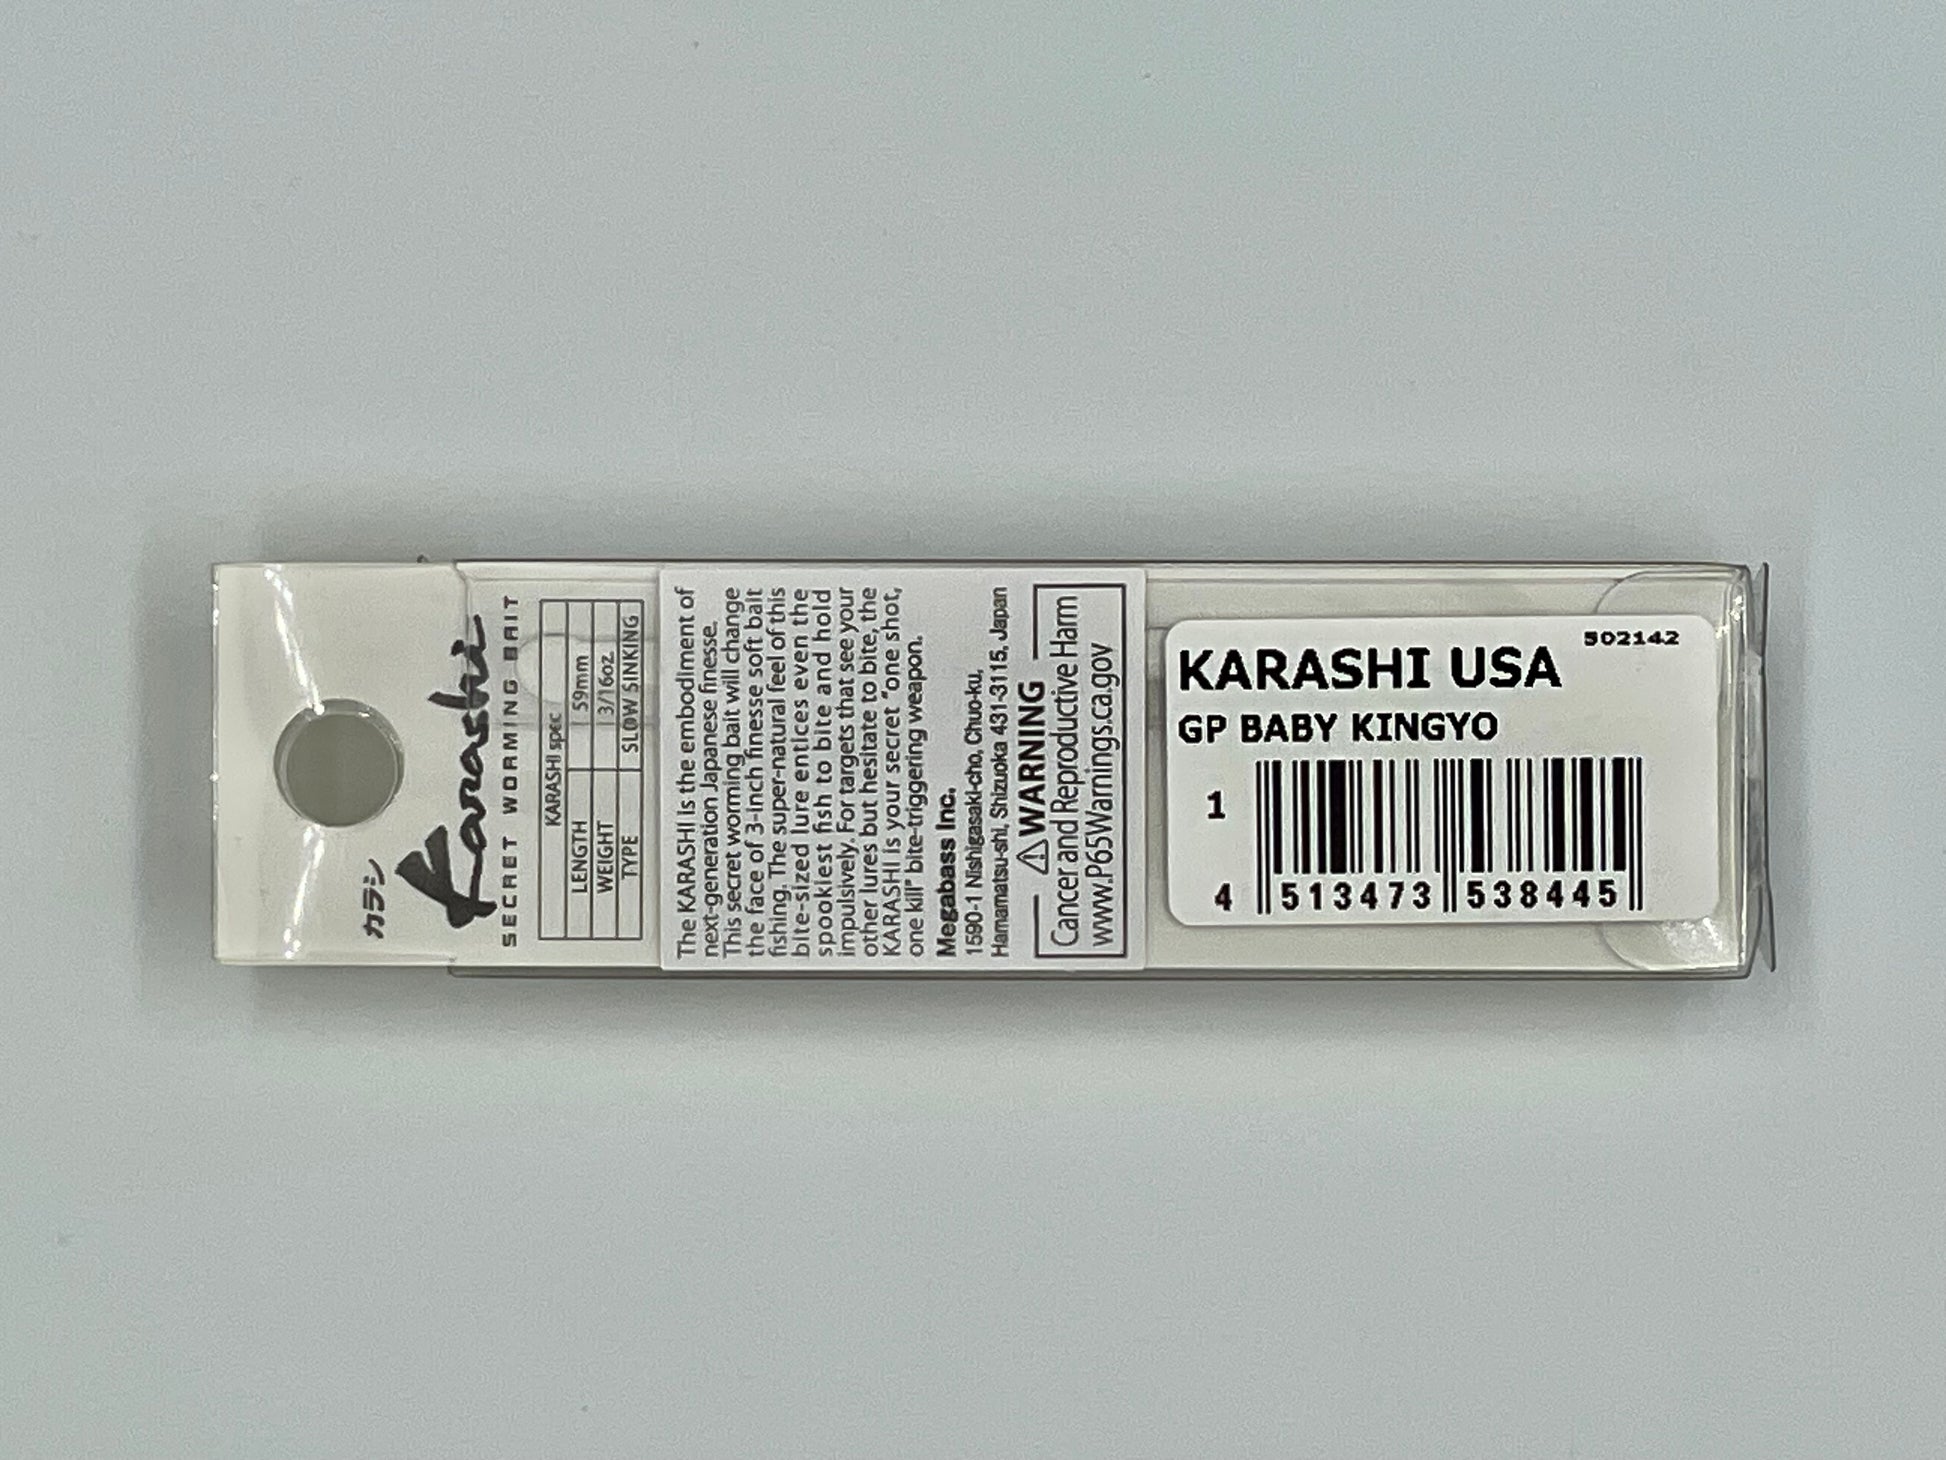 カラシ
Karashi
SECRET WORMING BAIT
KARASHI spec
LENGTH 59mm
WEIGHT 3/16oz.
TYPE SLOW SINKING
The KARASHI is the embodiment of
next-generation Japanese finesse.
This secret worming bait will change
the face of 3-inch finesse soft bait
fishing. The super-natural feel of this
bite-sized lure entices even the
spookiest fish to bite and hold
impulsively. For targets that see your
other lures but hesitate to bite, the
KARASHI is your secret "one shot,
one kill" bite-triggering weapon.
Megabass Inc.
1590-1 Nishigasaki-cho, Chuo-ku,
Hamamatsu-shi, Shizuoka 431-3115, Japan
⚠WARNING
Cancer and Reproductive Harm
www.P65Warnings.ca.gov
502142
KARASHI USA
GP BABY KINGYO
1
4 513473 538445